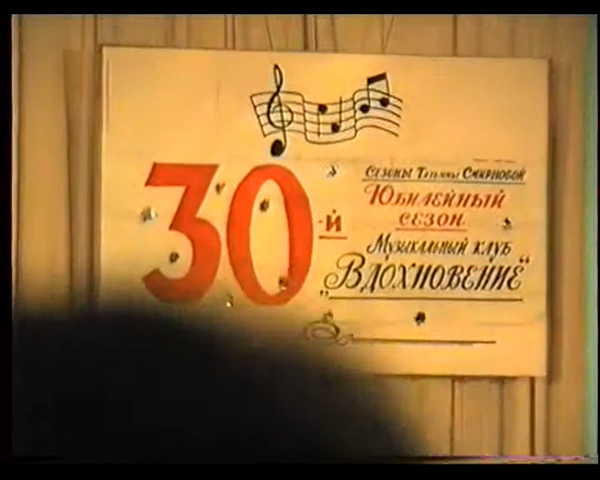 Сезоны Татьяны Смирновой
30-й
Юбилейный
сезон
Музыкальный клуб
„Вдохновение“